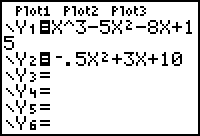 Plot1 Plot2 Plot3
\Y₁=X^3-5X²-8X+1
5
\Y₂=-.5X²+3X+10
\Y₃=
\Y₄=
\Y₅=
\Y₆=